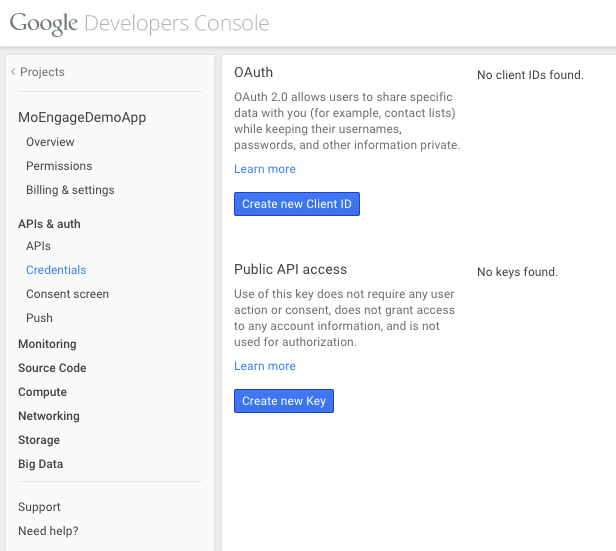 Google Developers Console
< Projects
MoEngageDemoApp
Overview
Permissions
Billing & settings
APIs & auth
APIs
Credentials
Consent screen
Push
Monitoring
Source Code
Compute
Networking
Storage
Big Data
Support
Need help?
OAuth
OAuth 2.0 allows users to share specific
data with you (for example, contact lists)
while keeping their usernames,
passwords, and other information private.
Learn more
Create new Client ID
No client IDs found.
Public API access
Use of this key does not require any user
action or consent, does not grant access
to any account information, and is not
used for authorization.
Learn more
Create new Key
No keys found.